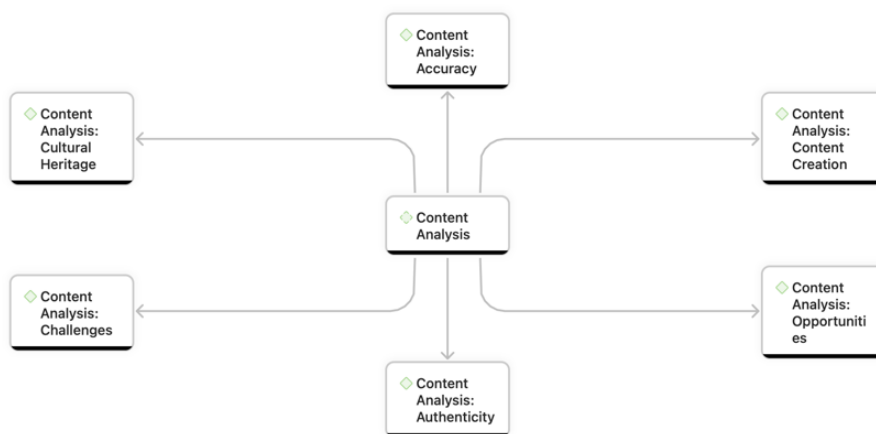 Content
Analysis:
Accuracy
Content
Analysis:
Cultural
Heritage
Content
Analysis:
Content
Creation
Content
Analysis
Content
Analysis:
Challenges
Content
Analysis:
Opportuniti
es
Content
Analysis:
Authenticity